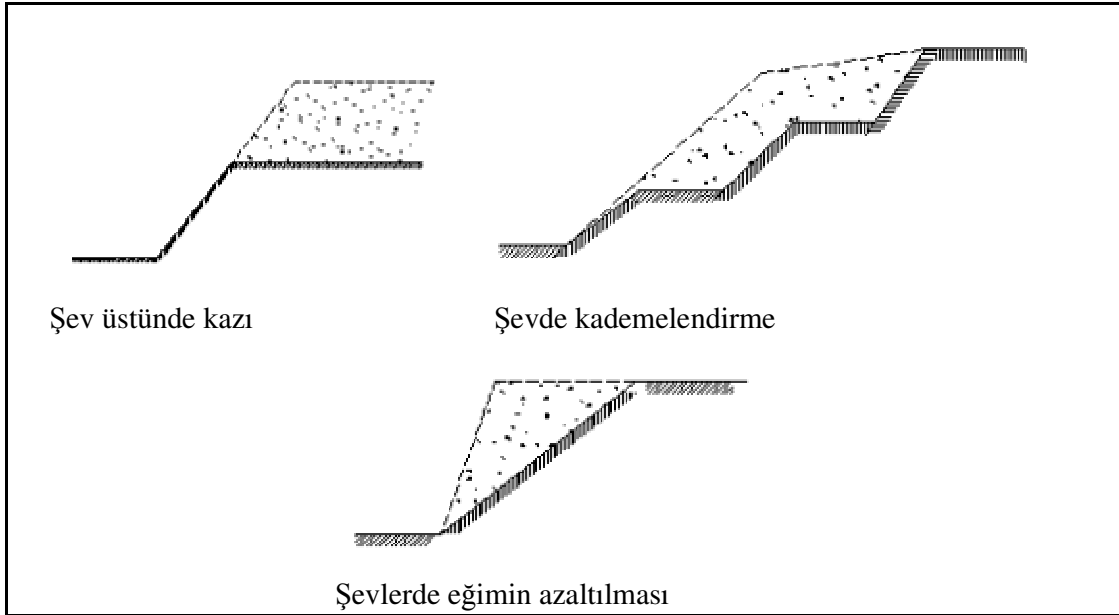 Şev üstünde kazı
Şevde kademelendirme
Şevlerde eğimin azaltılması